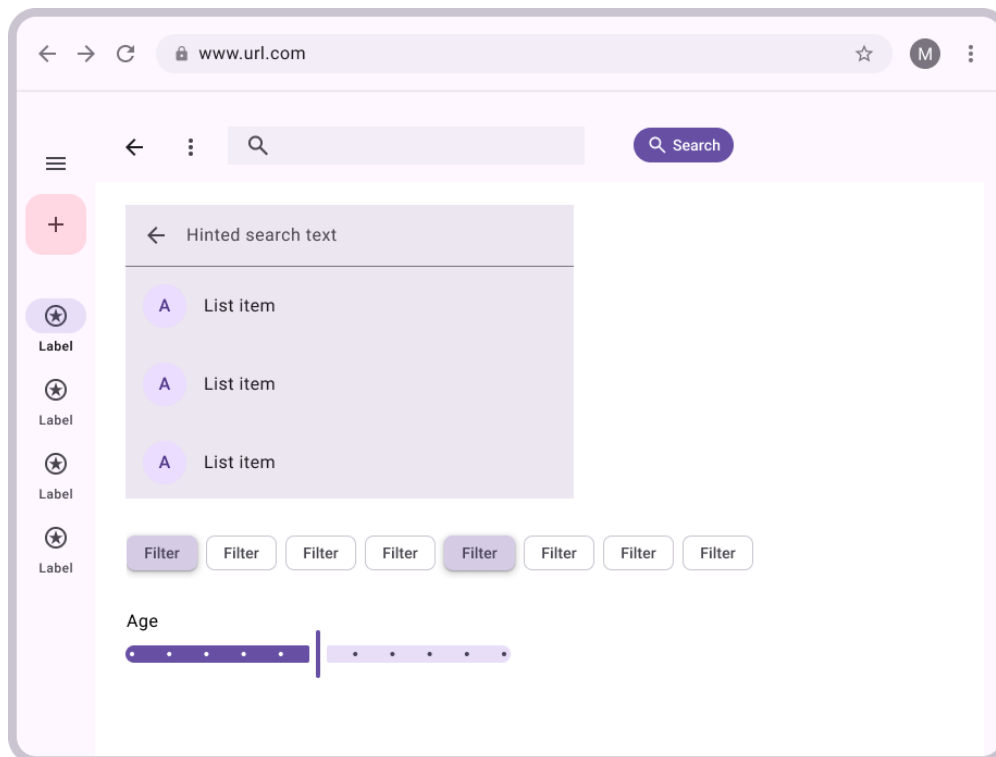 www.url.com
M
Search
Hinted search text
A List item
A List item
A List item
Label
Label
Label
Label
Filter Filter Filter Filter Filter Filter Filter Filter
Age